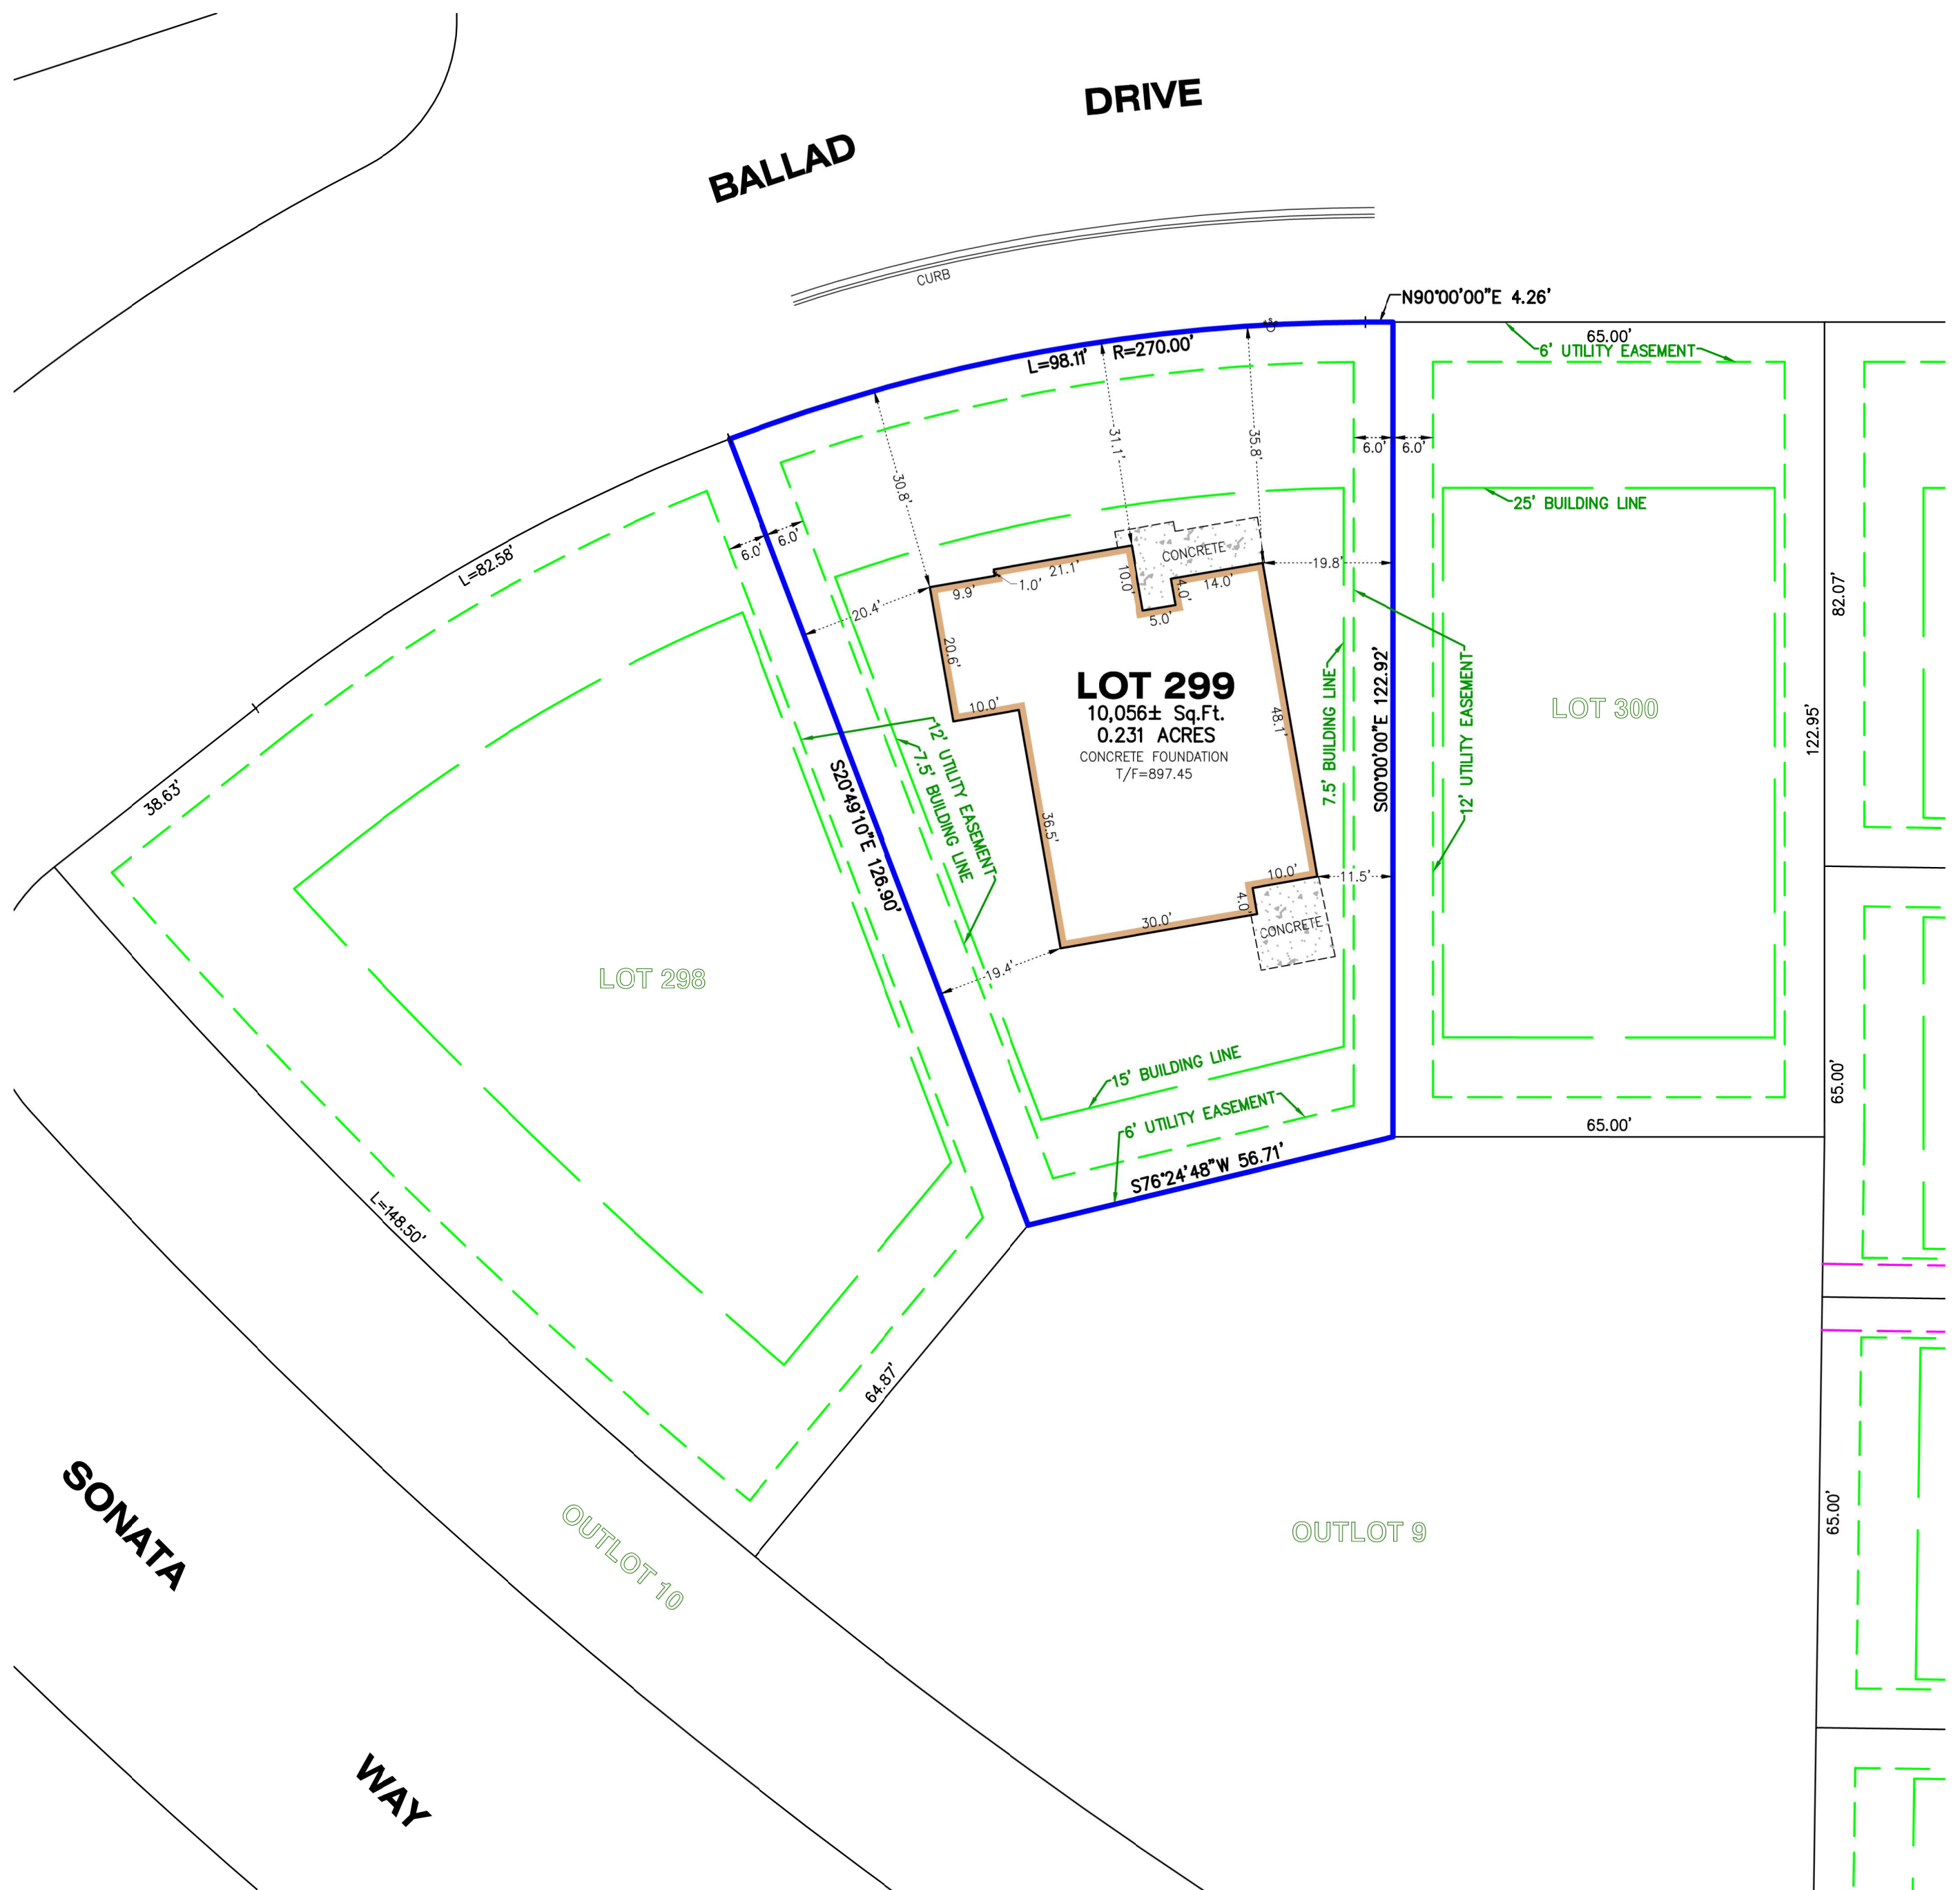 DRIVE
BALLAD
CURB
N90°00'00"E 4.26'
L=98.11'
R=270.00'
65.00'
6' UTILITY EASEMENT
31.1'
35.8'
6.0'
6.0'
30.8'
25' BUILDING LINE
6.0'
6.0'
L=82.58'
CONCRETE
19.8'
9.9'
1.0'
21.1'
10.0'
4.0'
14.0'
5.0'
20.4'
20.6'
82.07'
LOT 299
10,056± Sq.Ft.
0.231 ACRES
CONCRETE FOUNDATION
T/F=897.45
10.0'
48.1'
7.5' BUILDING LINE
S00°00'00"E 122.92'
12' UTILITY EASEMENT
LOT 300
122.95'
12' UTILITY EASEMENT
7.5' BUILDING LINE
S20°49'10"E 126.90'
38.63'
36.5'
10.0'
11.5'
4.0'
30.0'
CONCRETE
19.4'
LOT 298
15' BUILDING LINE
6' UTILITY EASEMENT
S76°24'48"W 56.71'
65.00'
65.00'
L=148.50'
64.87'
SONATA
OUTLOT 10
OUTLOT 9
65.00'
WAY